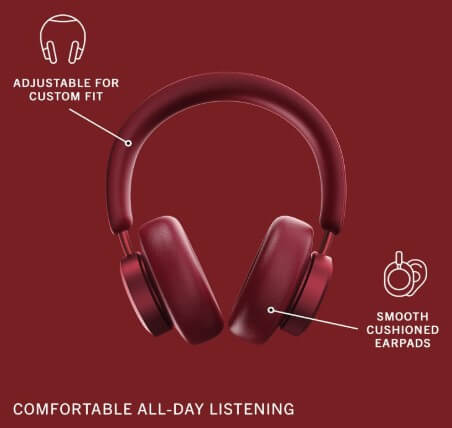 ADJUSTABLE FOR
CUSTOM FIT
SMOOTH
CUSHIONED
EARPADS
COMFORTABLE ALL-DAY LISTENING